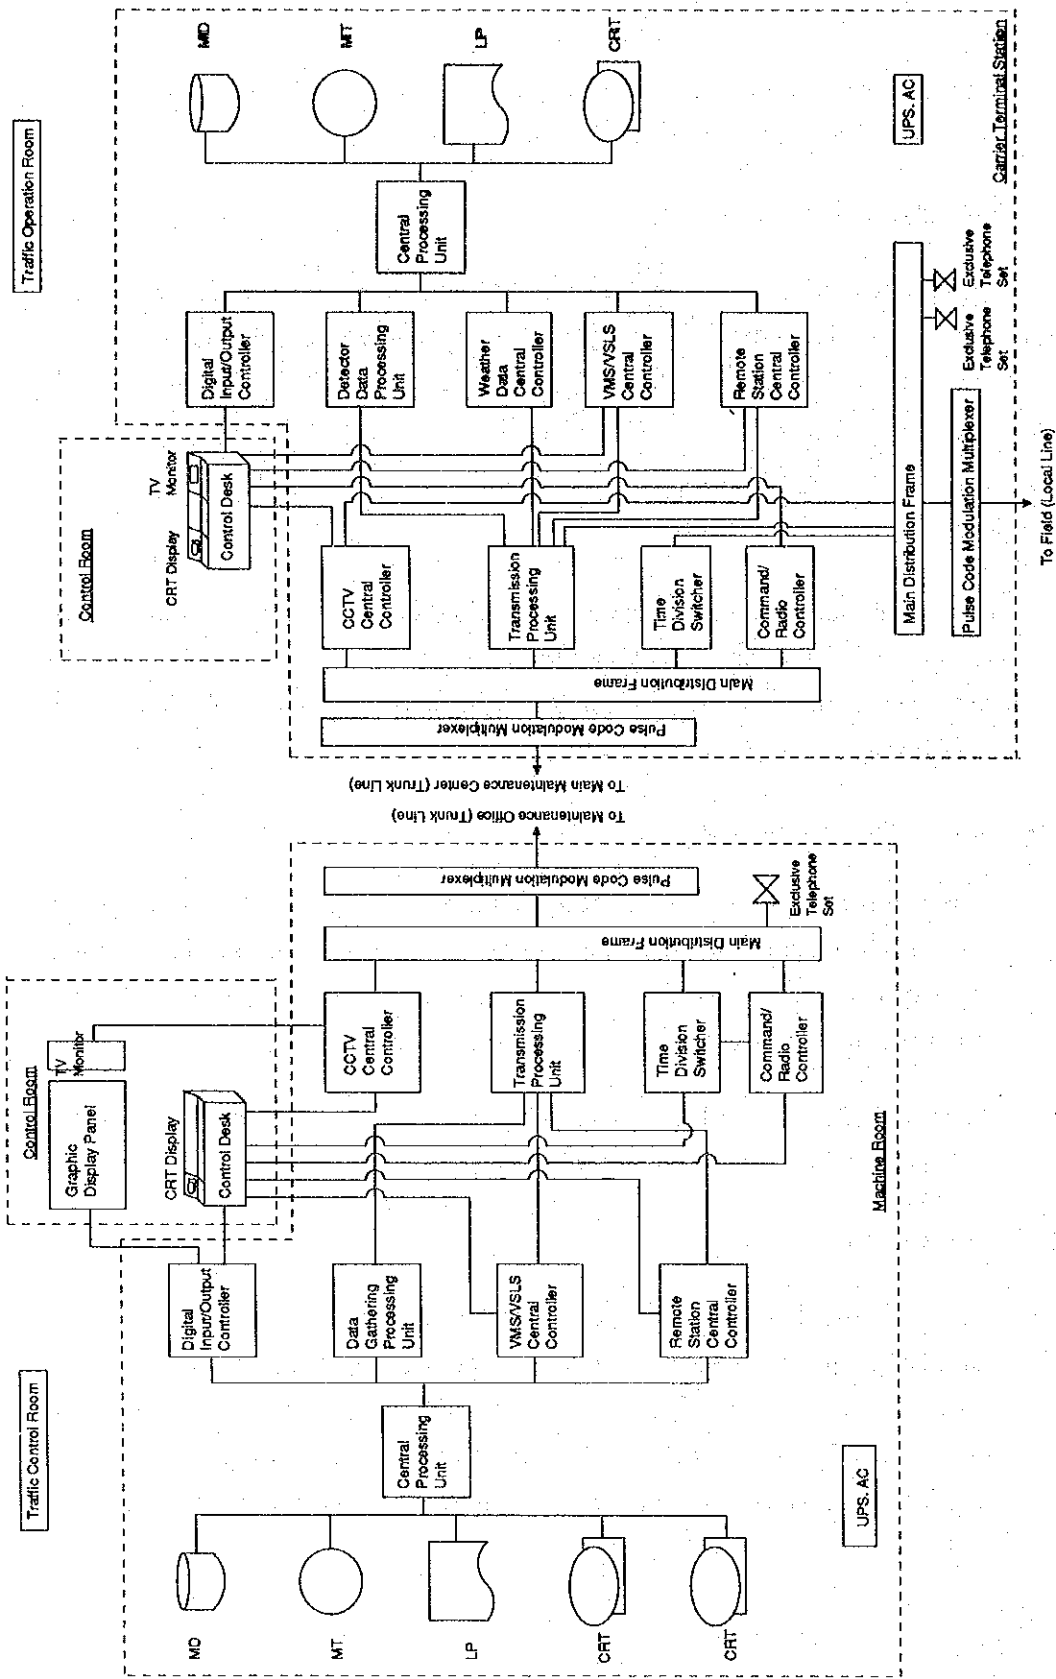 Traffic Control Room
Control Room
Graphic
Display Panel
TV
Monitor
CRT Display
Control Desk
MD
MT
LP
CRT
CRT
Central
Processing
Unit
Digital
Input/Output
Controller
Data
Gathering
Processing
Unit
VMS/VSLS
Central
Controller
Remote
Station
Central
Controller
CCTV
Central
Controller
Transmission
Processing
Unit
Time
Division
Switcher
Command/
Radio
Controller
Main Distribution Frame
Pulse Code Modulation Multiplexer
Exclusive
Telephone
Set
UPS. AC
Machine Room
To Maintenance Office (Trunk Line)
To Main Maintenance Center (Trunk Line)
Traffic Operation Room
Control Room
CRT Display
TV
Monitor
Control Desk
Pulse Code Modulation Multiplexer
Main Distribution Frame
CCTV
Central
Controller
Transmission
Processing
Unit
Time
Division
Switcher
Command/
Radio
Controller
Digital
Input/Output
Controller
Detector
Data
Processing
Unit
Weather
Data
Central
Controller
VMS/VSLS
Central
Controller
Remote
Station
Central
Controller
Central
Processing
Unit
MD
MT
LP
CRT
UPS. AC
Main Distribution Frame
Pulse Code Modulation Multiplexer
Exclusive
Telephone
Set
Exclusive
Telephone
Set
Carrier Terminal Station
To Field (Local Line)